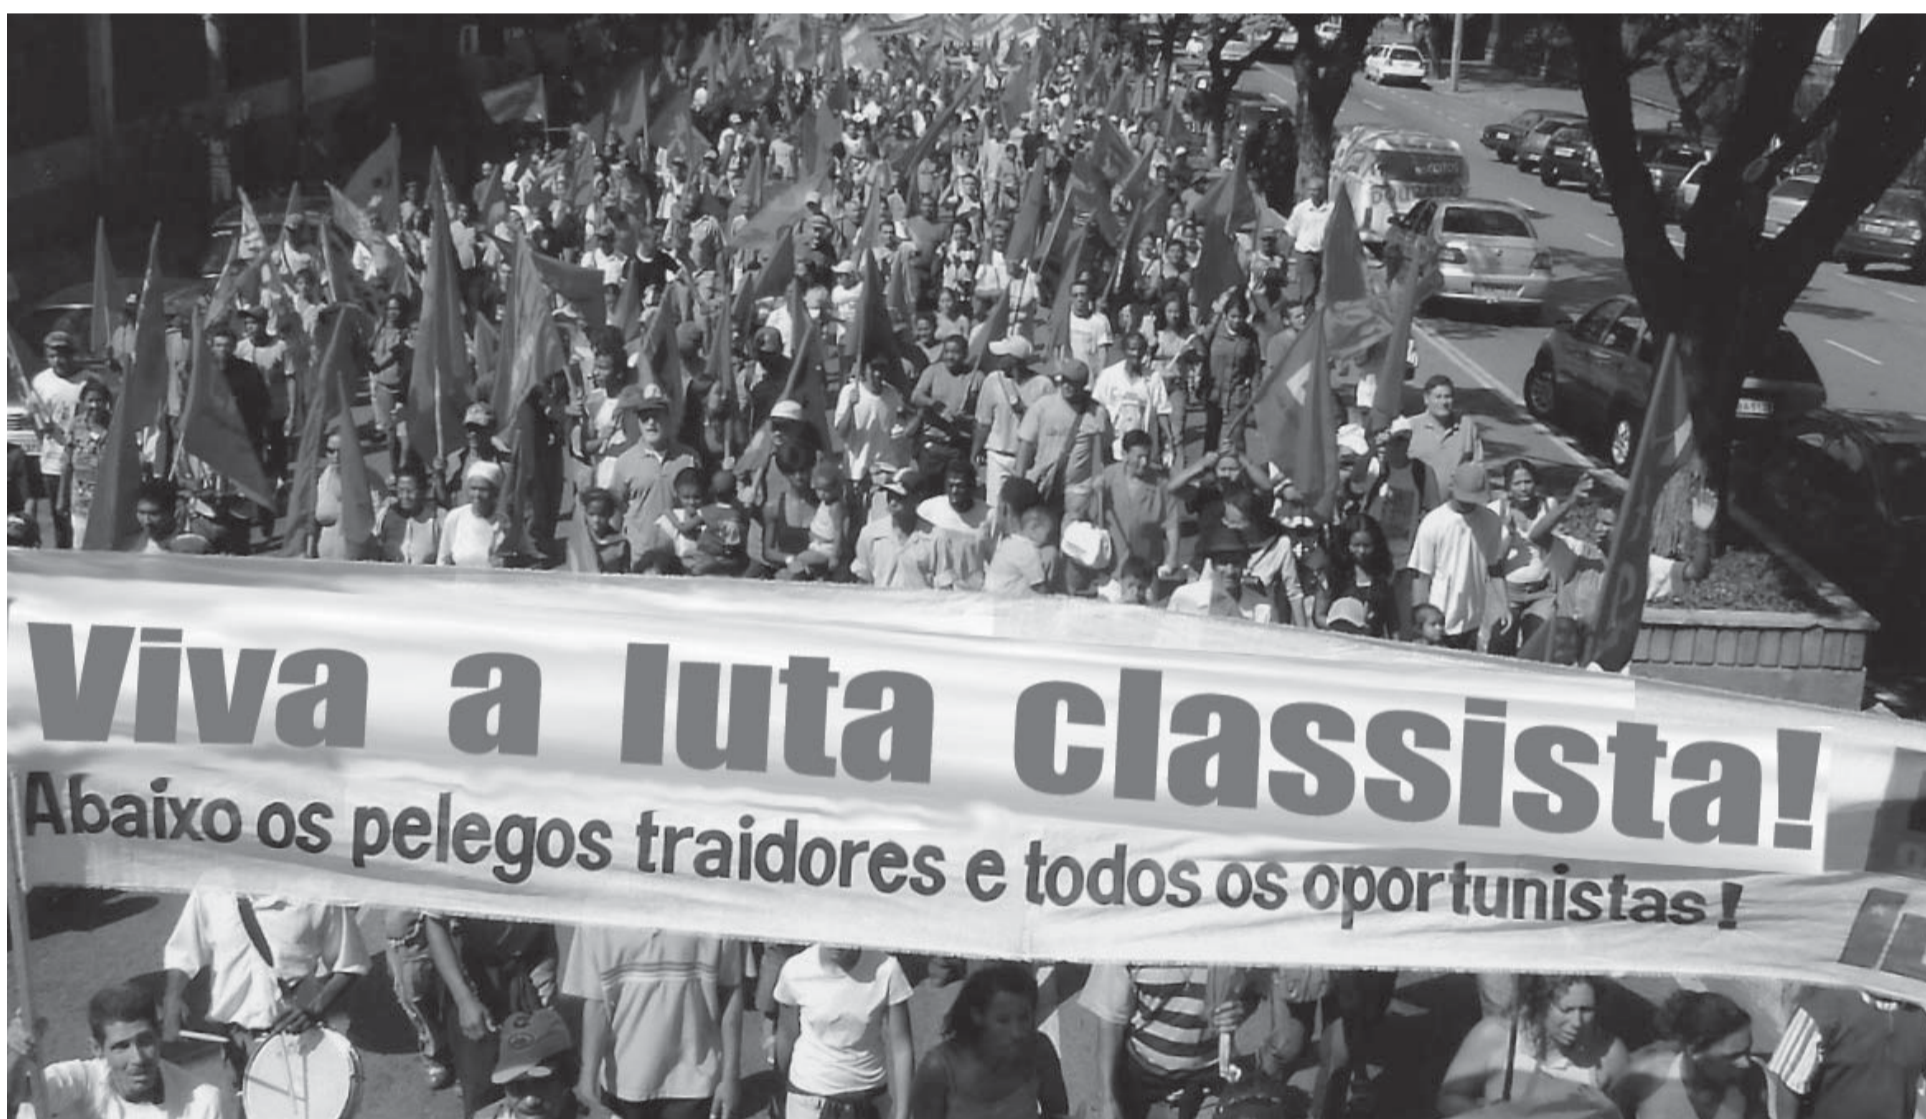 Viva a luta classista!
Abaixo os pelegos traidores e todos os oportunistas!